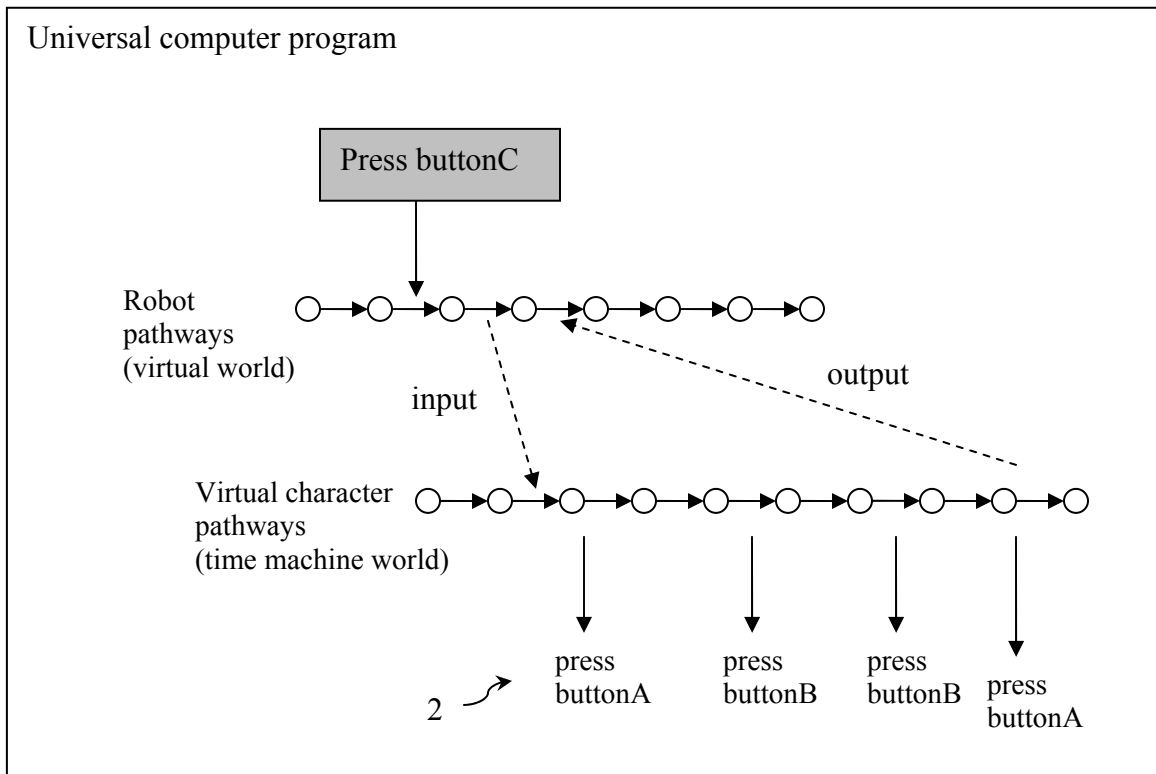 Universal computer program
Press buttonC
Robot
pathways
(virtual world)
input
output
Virtual character
pathways
(time machine world)
2
press
buttonA
press
buttonB
press
buttonB
press
buttonA